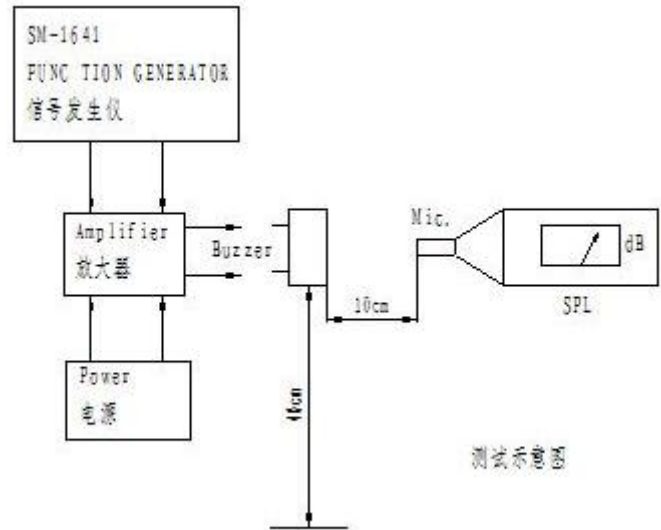 SM-1641
FUNC TION GENERATOR
信号发生仪
Amplifier
放大器
Buzzer
Mic.
dB
SPL
10cm
Power
电源
40cm
测试示意图